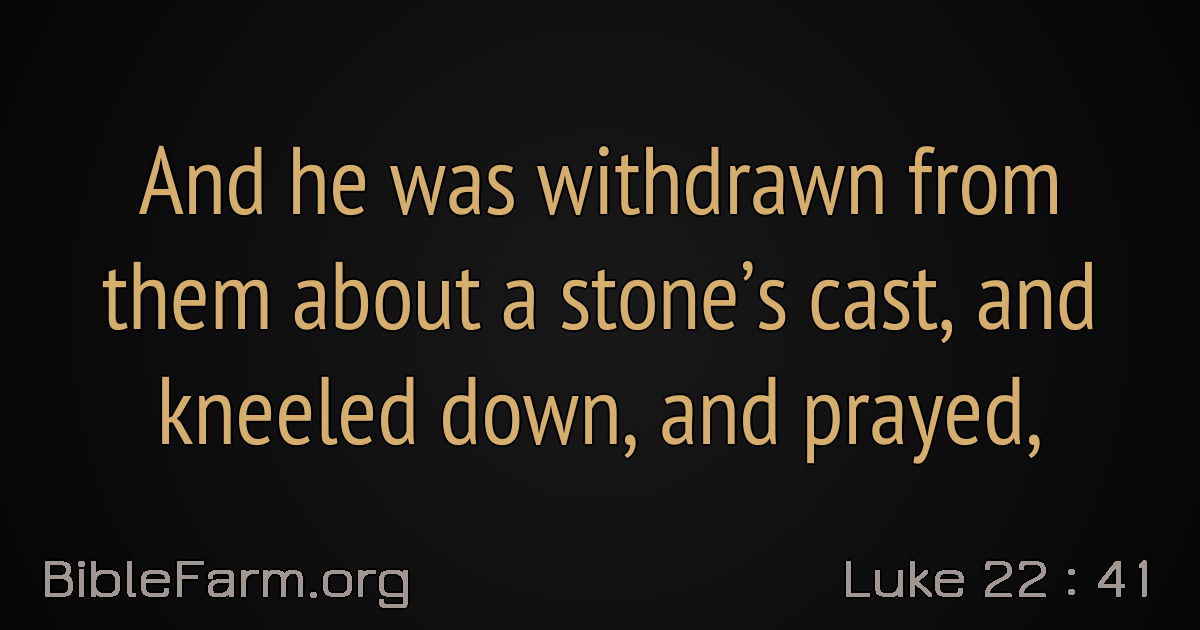 And he was withdrawn from
them about a stone’s cast, and
kneeled down, and prayed,
BibleFarm.org
Luke 22 : 41